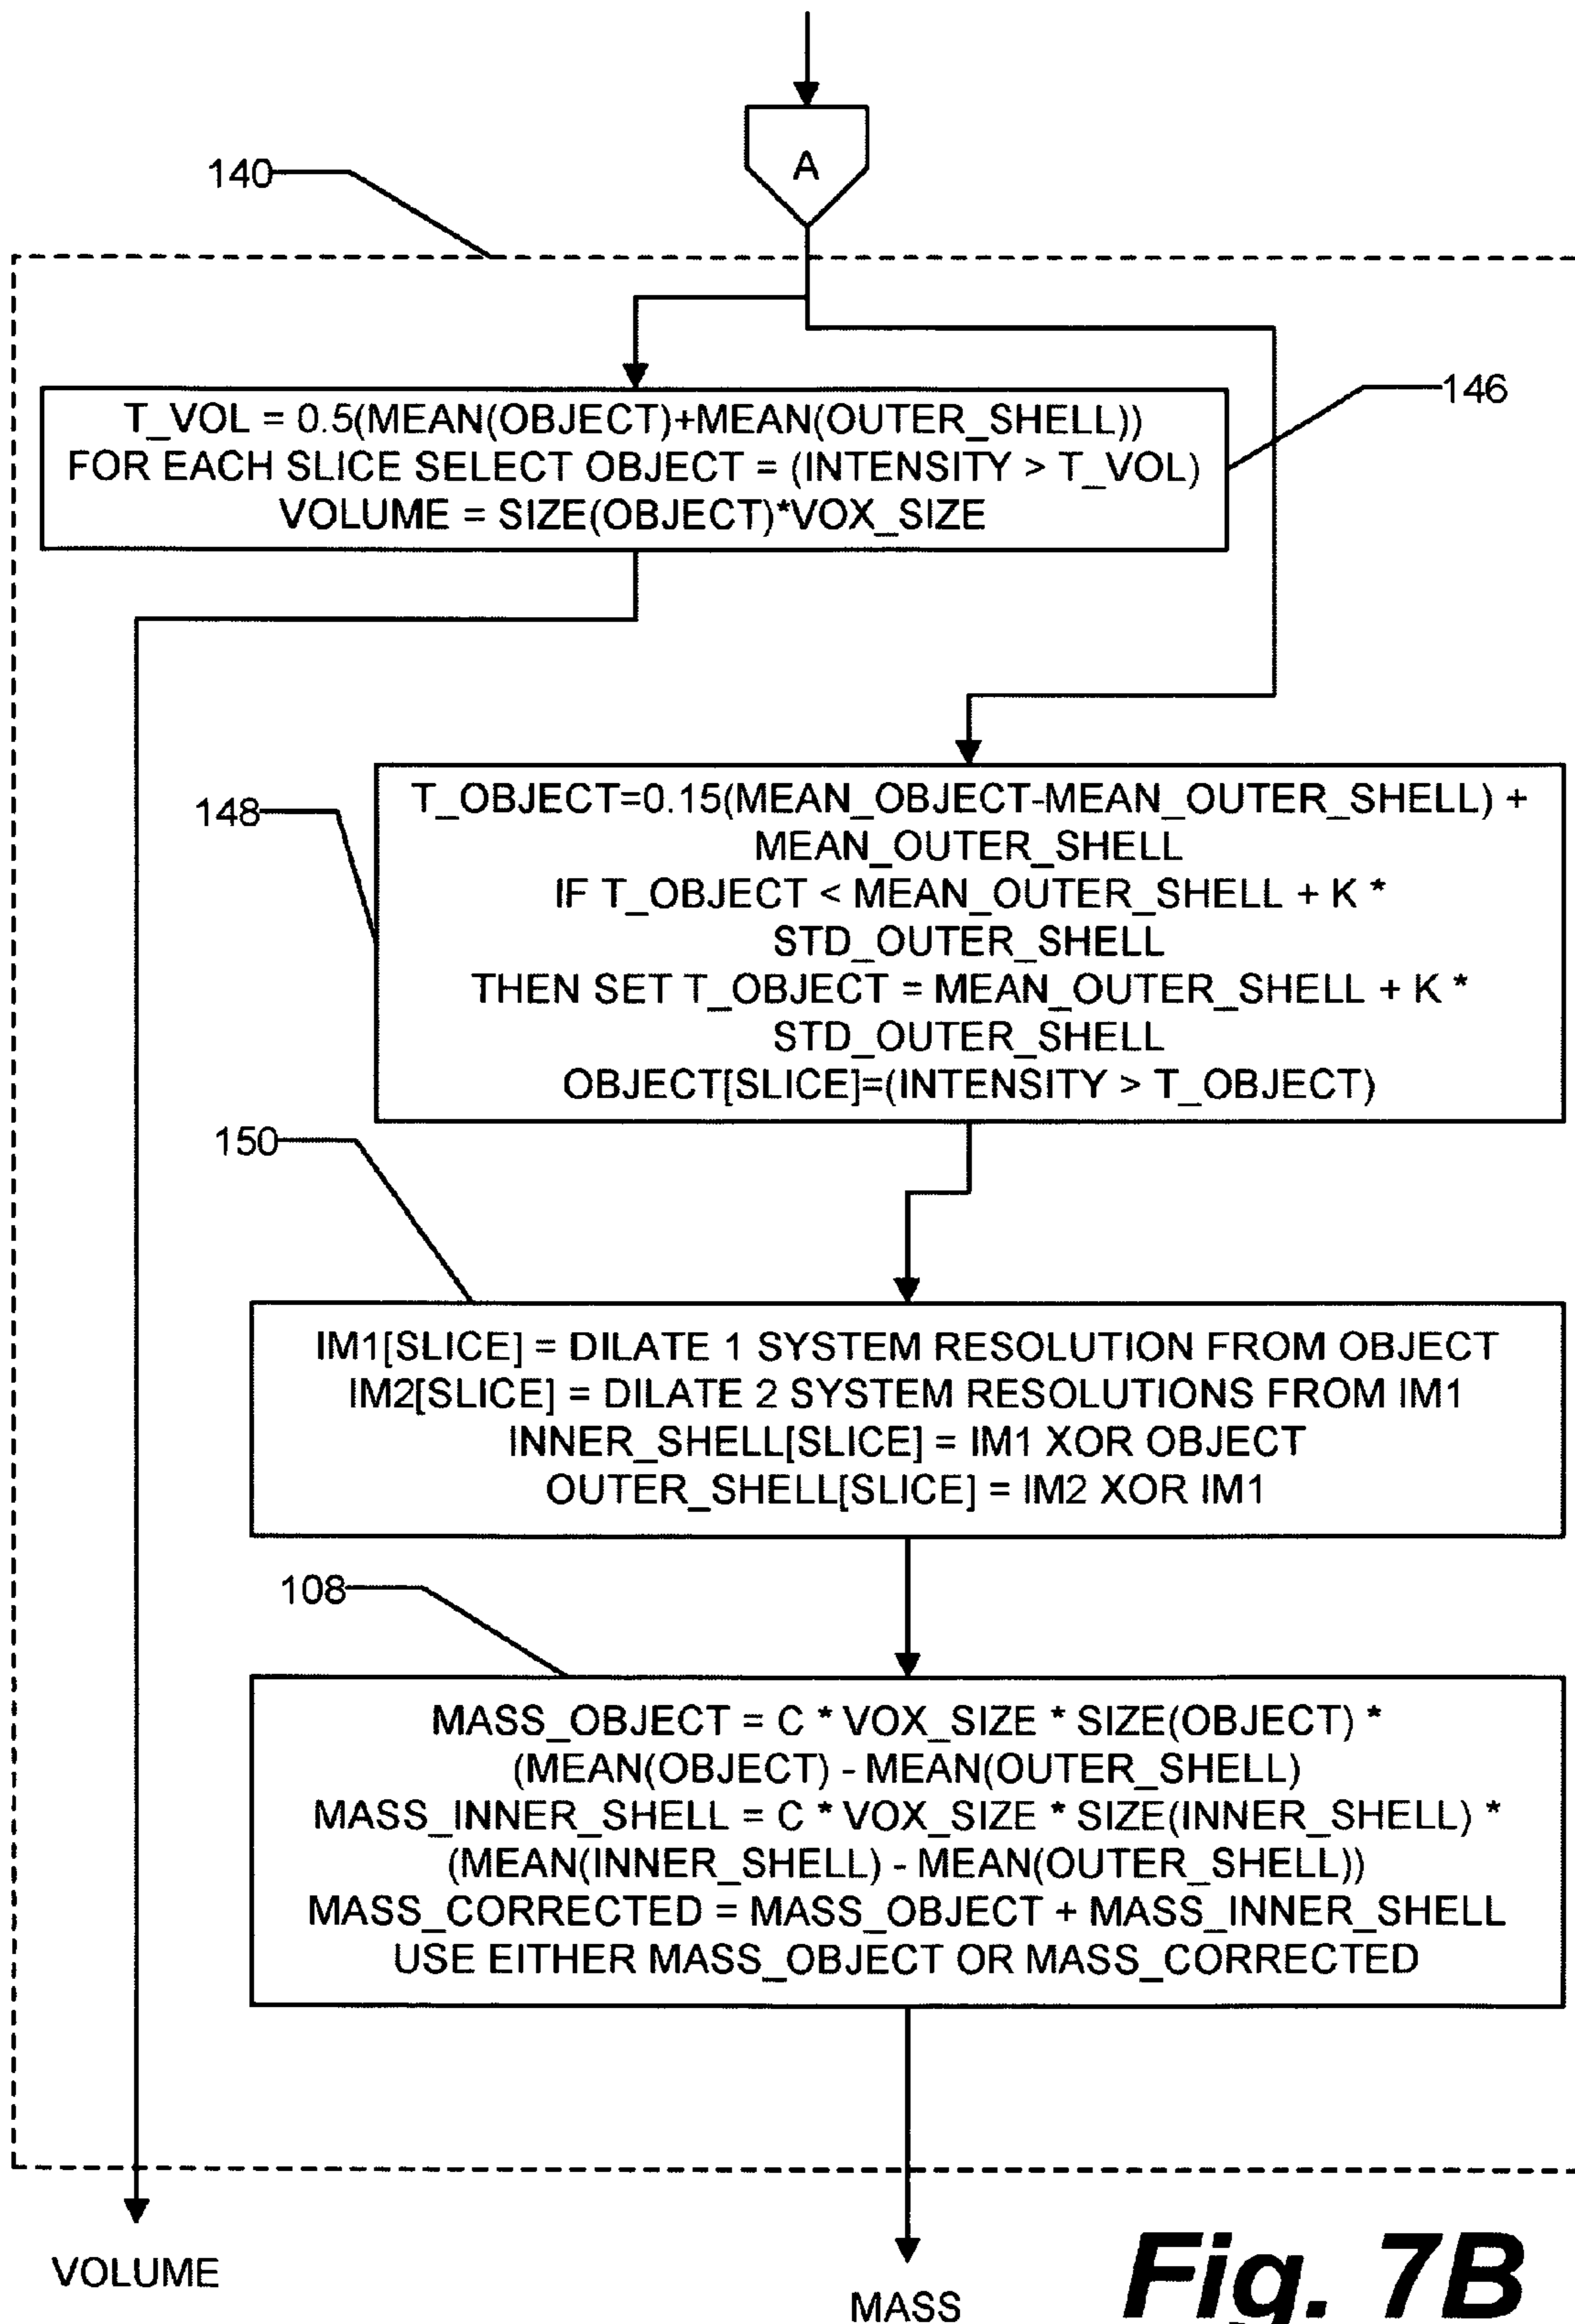 A
140
T_VOL = 0.5(MEAN(OBJECT)+MEAN(OUTER_SHELL))
FOR EACH SLICE SELECT OBJECT = (INTENSITY > T_VOL)
VOLUME = SIZE(OBJECT)*VOX_SIZE
146
148
T_OBJECT=0.15(MEAN_OBJECT-MEAN_OUTER_SHELL) +
MEAN_OUTER_SHELL
IF T_OBJECT < MEAN_OUTER_SHELL + K *
STD_OUTER_SHELL
THEN SET T_OBJECT = MEAN_OUTER_SHELL + K *
STD_OUTER_SHELL
OBJECT[SLICE]=(INTENSITY > T_OBJECT)
150
IM1[SLICE] = DILATE 1 SYSTEM RESOLUTION FROM OBJECT
IM2[SLICE] = DILATE 2 SYSTEM RESOLUTIONS FROM IM1
INNER_SHELL[SLICE] = IM1 XOR OBJECT
OUTER_SHELL[SLICE] = IM2 XOR IM1
108
MASS_OBJECT = C * VOX_SIZE * SIZE(OBJECT) *
(MEAN(OBJECT) - MEAN(OUTER_SHELL)
MASS_INNER_SHELL = C * VOX_SIZE * SIZE(INNER_SHELL) *
(MEAN(INNER_SHELL) - MEAN(OUTER_SHELL))
MASS_CORRECTED = MASS_OBJECT + MASS_INNER_SHELL
USE EITHER MASS_OBJECT OR MASS_CORRECTED
VOLUME
MASS
Fig. 7B